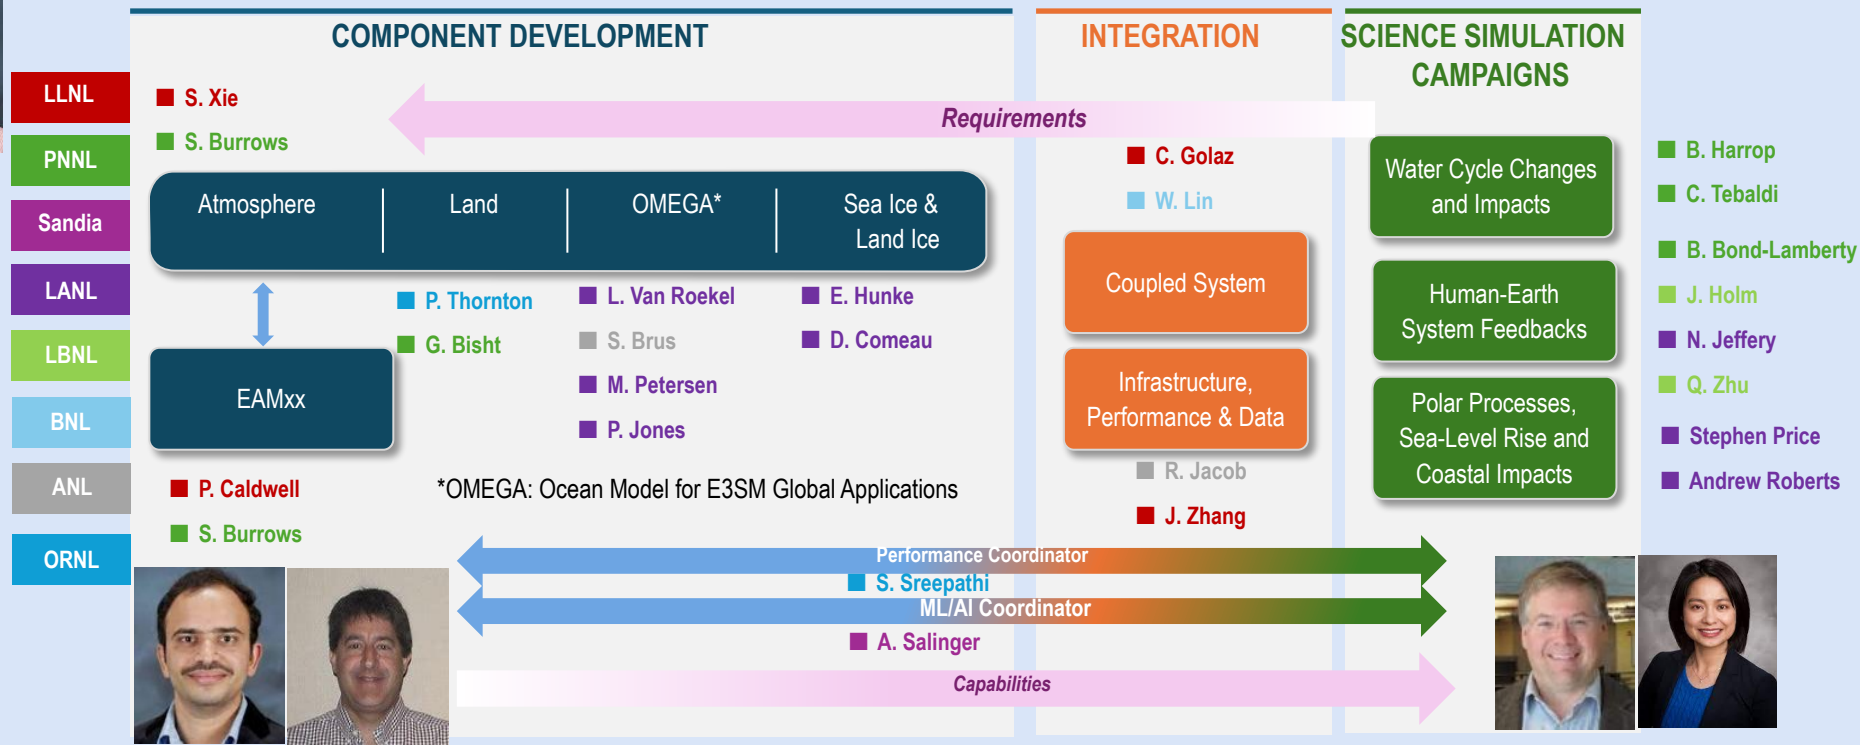 COMPONENT DEVELOPMENT
INTEGRATION
SCIENCE SIMULATION
CAMPAIGNS
LLNL
PNNL
Sandia
LANL
LBNL
BNL
ANL
ORNL
S. Xie
S. Burrows
Requirements
Atmosphere
Land
OMEGA*
Sea Ice &
Land Ice
P. Thornton
G. Bisht
L. Van Roekel
S. Brus
M. Petersen
P. Jones
E. Hunke
D. Comeau
EAMxx
P. Caldwell
S. Burrows
*OMEGA: Ocean Model for E3SM Global Applications
C. Golaz
W. Lin
Coupled System
Infrastructure,
Performance & Data
R. Jacob
J. Zhang
Water Cycle Changes
and Impacts
Human-Earth
System Feedbacks
Polar Processes,
Sea-Level Rise and
Coastal Impacts
B. Harrop
C. Tebaldi
B. Bond-Lamberty
J. Holm
N. Jeffery
Q. Zhu
Stephen Price
Andrew Roberts
Performance Coordinator
S. Sreepathi
ML/AI Coordinator
A. Salinger
Capabilities